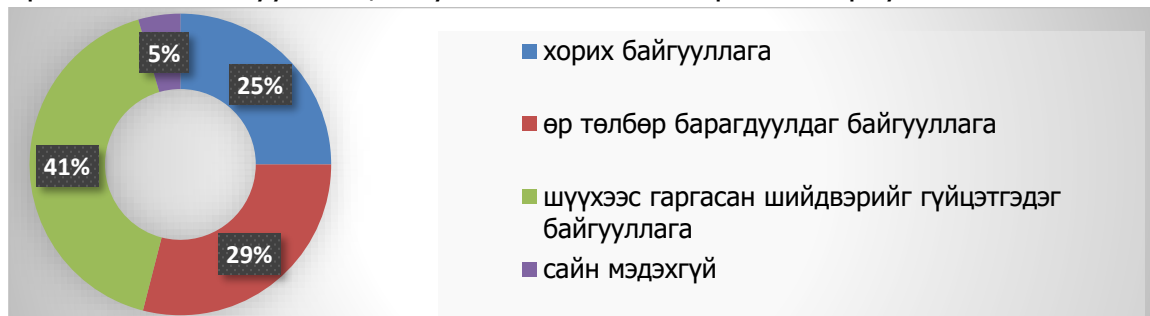 5%
25%
41%
29%
хорих байгууллага
өр төлбөр барагдуулдаг байгууллага
шүүхээс гаргасан шийдвэрийг гүйцэтгэдэг
байгууллага
сайн мэдэхгүй